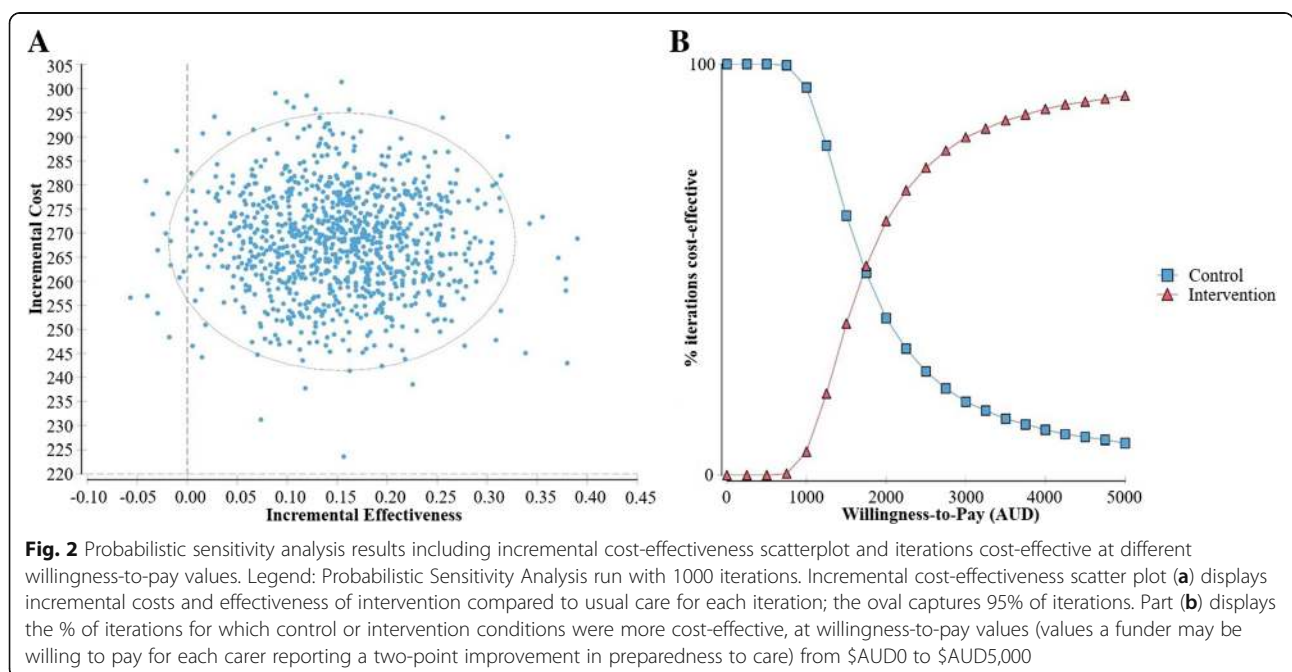 A
305
300
295
290
285
280
275
270
265
260
255
250
245
240
235
230
225
220
Incremental Cost
-0.10 -0.05 0.00 0.05 0.10 0.15 0.20 0.25 0.30 0.35 0.40 0.45
Incremental Effectiveness
B
100
0
% iterations cost-effective
0 1000 2000 3000 4000 5000
Willingness-to-Pay (AUD)
Control
Intervention
Fig. 2 Probabilistic sensitivity analysis results including incremental cost-effectiveness scatterplot and iterations cost-effective at different
willingness-to-pay values. Legend: Probabilistic Sensitivity Analysis run with 1000 iterations. Incremental cost-effectiveness scatter plot (a) displays
incremental costs and effectiveness of intervention compared to usual care for each iteration; the oval captures 95% of iterations. Part (b) displays
the % of iterations for which control or intervention conditions were more cost-effective, at willingness-to-pay values (values a funder may be
willing to pay for each carer reporting a two-point improvement in preparedness to care) from $AUD0 to $AUD5,000